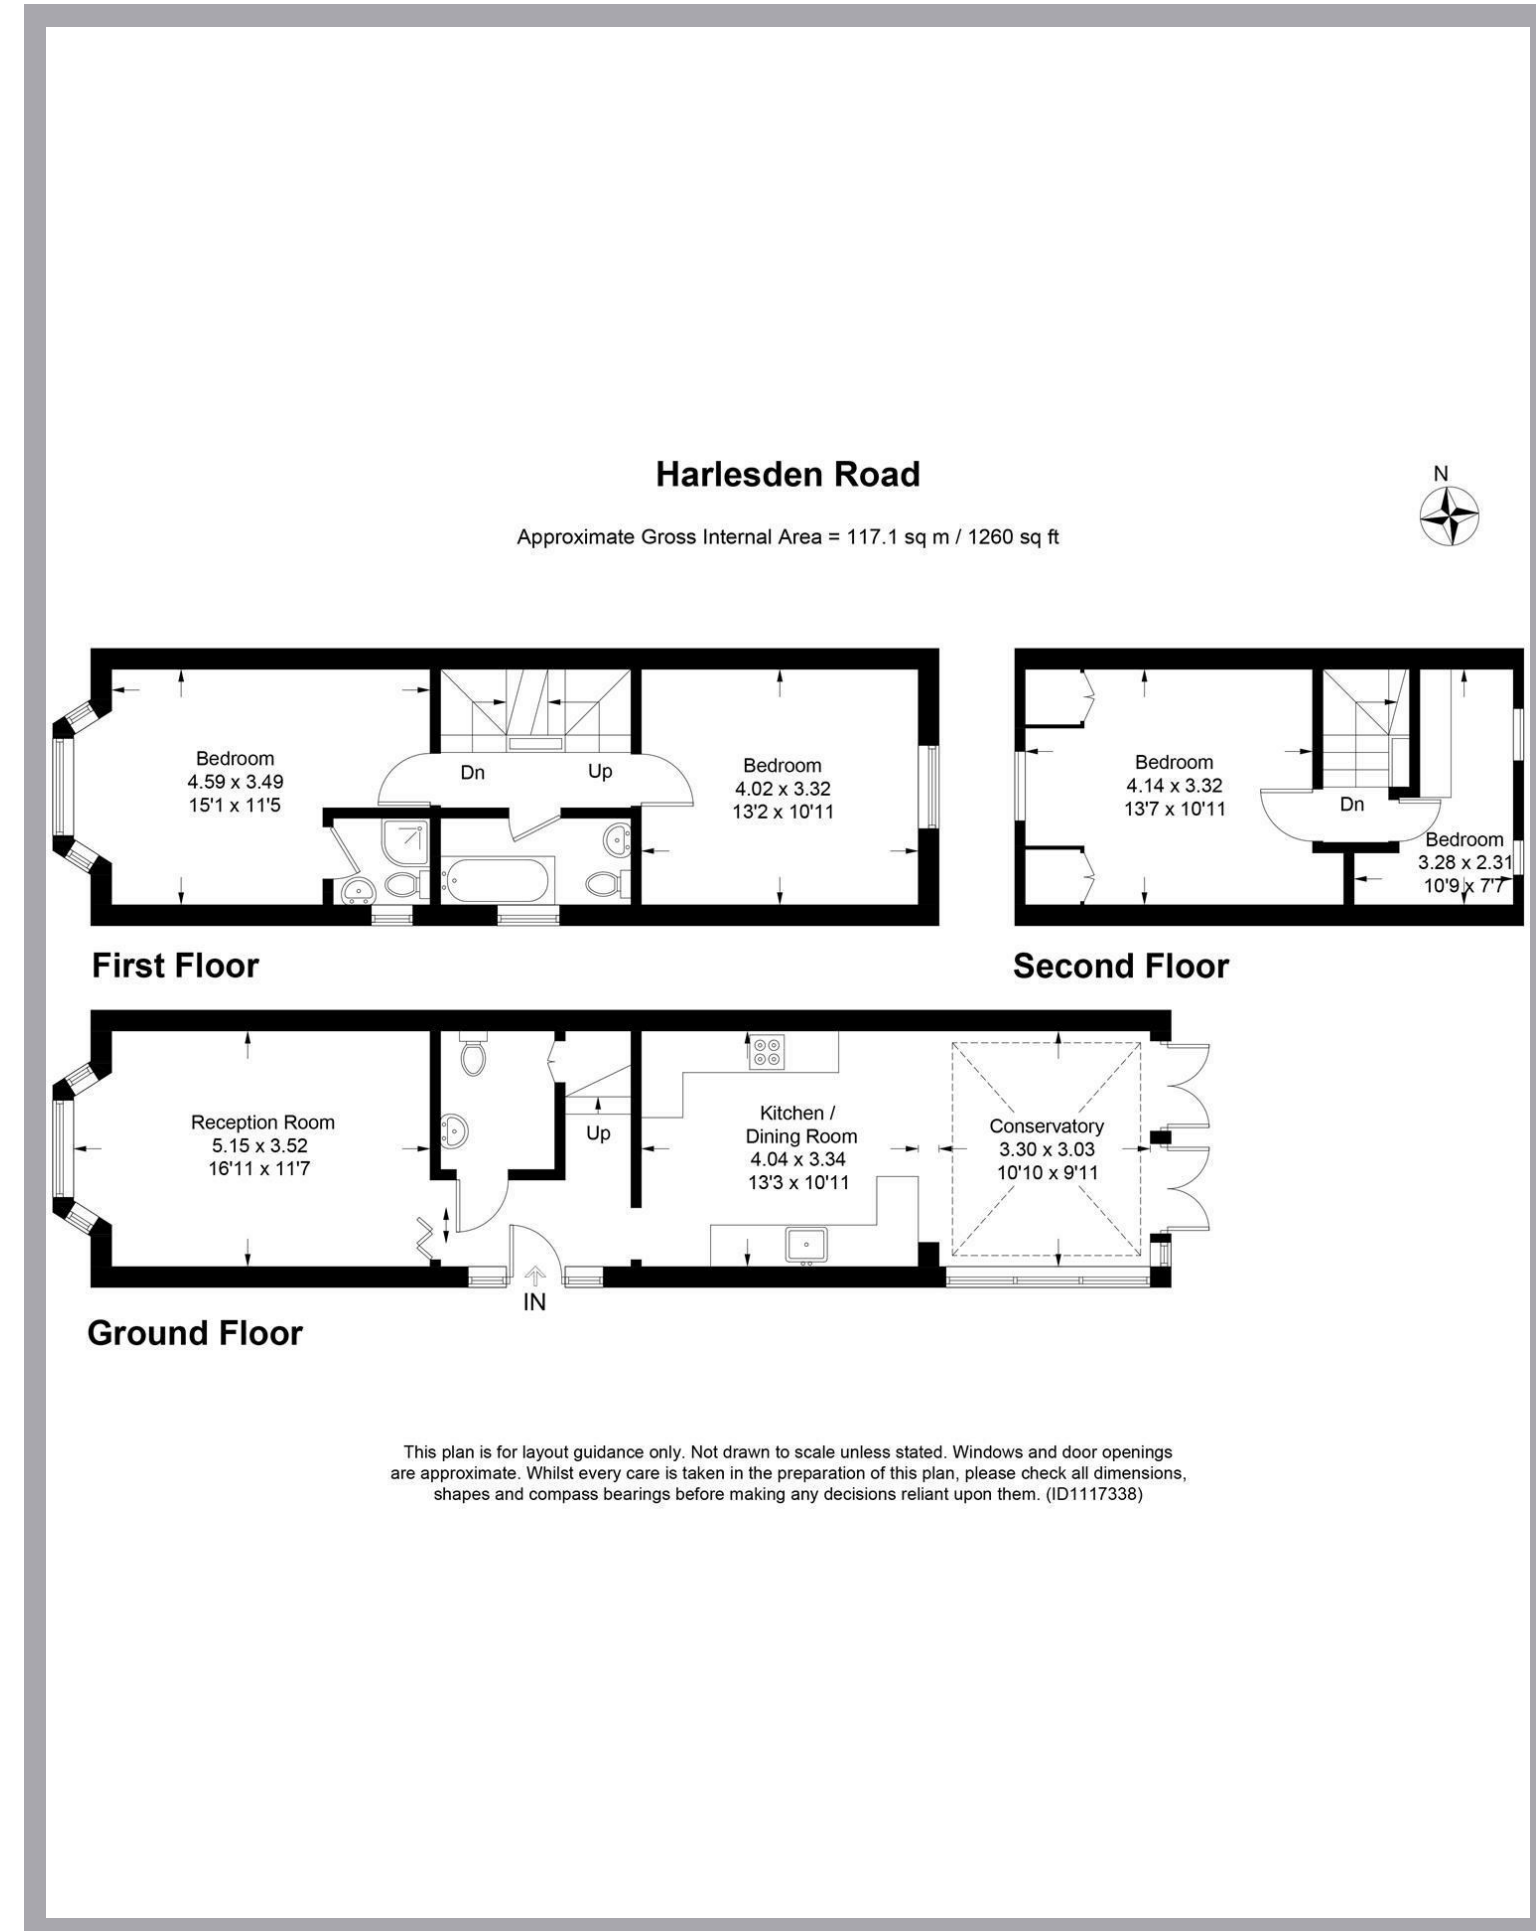 Harlesden Road
N
Approximate Gross Internal Area = 117.1 sq m / 1260 sq ft
Bedroom
4.59 x 3.49
15'1 x 11'5
Dn
Up
Bedroom
4.02 x 3.32
13'2 x 10'11
First Floor
Bedroom
4.14 x 3.32
13'7 x 10'11
Dn
Bedroom
3.28 x 2.31
10'9 x 7'7
Second Floor
Reception Room
5.15 x 3.52
16'11 x 11'7
Up
IN
Kitchen /
Dining Room
4.04 x 3.34
13'3 x 10'11
Conservatory
3.30 x 3.03
10'10 x 9'11
Ground Floor
This plan is for layout guidance only. Not drawn to scale unless stated. Windows and door openings
are approximate. Whilst every care is taken in the preparation of this plan, please check all dimensions,
shapes and compass bearings before making any decisions reliant upon them. (ID1117338)